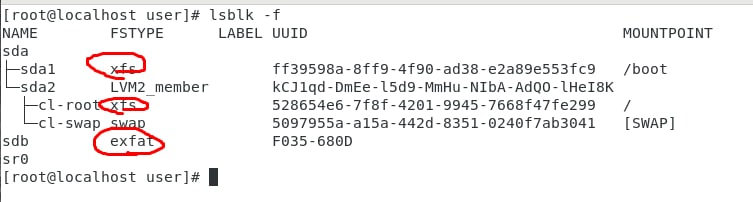 [root@localhost user]# lsblk -f
NAME FSTYPE LABEL UUID MOUNTPOINT
sda
├─sda1 xfs ff39598a-8ff9-4f90-ad38-e2a89e553fc9 /boot
└─sda2 LVM2_member kCJ1qd-DmEe-l5d9-MmHu-NIbA-AdQO-lHeI8K
├─cl-root xfs 528654e6-7f8f-4201-9945-7668f47fe299 /
└─cl-swap swap 5097955a-a15a-442d-8351-0240f7ab3041 [SWAP]
sdb exfat F035-680D
sr0
[root@localhost user]#